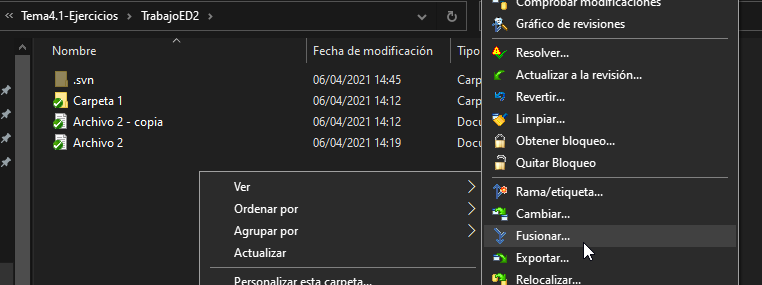 « Tema4.1-Ejercicios > TrabajoED2 >
Nombre Fecha de modificación Tipo
.svn 06/04/2021 14:45 Carp
Carpeta 1 06/04/2021 14:12 Carp
Archivo 2 - copia 06/04/2021 14:12 Docu
Archivo 2 06/04/2021 14:19 Docu
Ver
Ordenar por
Agrupar por
Actualizar
Personalizar esta carpeta...
Comprobar modificaciones
Gráfico de revisiones
Resolver...
Actualizar a la revisión...
Revertir...
Limpiar...
Obtener bloqueo...
Quitar Bloqueo
Rama/etiqueta...
Cambiar...
Fusionar...
Exportar...
Relocalizar...